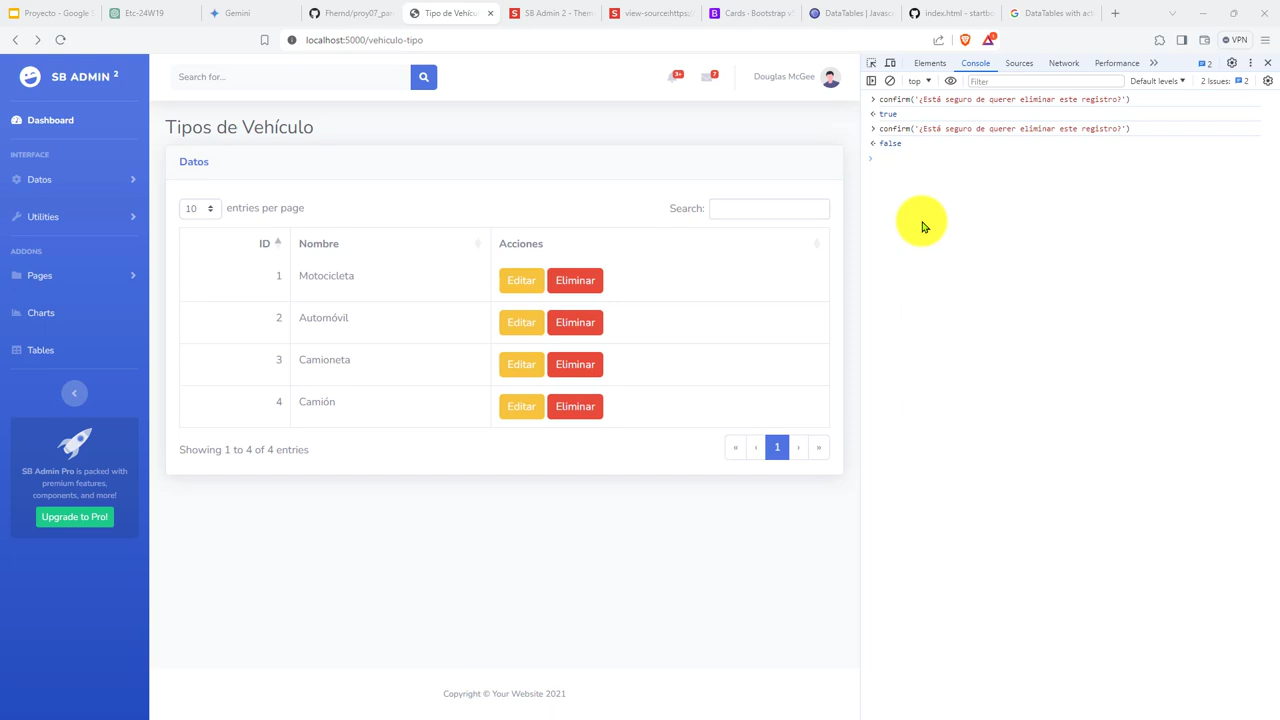 Proyecto - Google S
Etc-24W19
Gemini
Fhernd/proy07_pa
Tipo de Vehícu
SB Admin 2 - Them
view-source:https:/
Cards · Bootstrap v
DataTables | Javasc
index.html - startbo
DataTables with act
localhost:5000/vehiculo-tipo
VPN
SB ADMIN 2
Search for...
3+
7
Douglas McGee
Elements
Console
Sources
Network
Performance
2
top
Filter
Default levels
2 Issues:
2
Dashboard
INTERFACE
Datos
Utilities
ADDONS
Pages
Charts
Tables
SB Admin Pro is packed with
premium features,
components, and more!
Upgrade to Pro!
Tipos de Vehículo
Datos
10 entries per page
Search:
ID Nombre Acciones
1 Motocicleta Editar Eliminar
2 Automóvil Editar Eliminar
3 Camioneta Editar Eliminar
4 Camión Editar Eliminar
Showing 1 to 4 of 4 entries
« ‹ 1 › »
Copyright © Your Website 2021
confirm('¿Está seguro de querer eliminar este registro?')
true
confirm('¿Está seguro de querer eliminar este registro?')
false